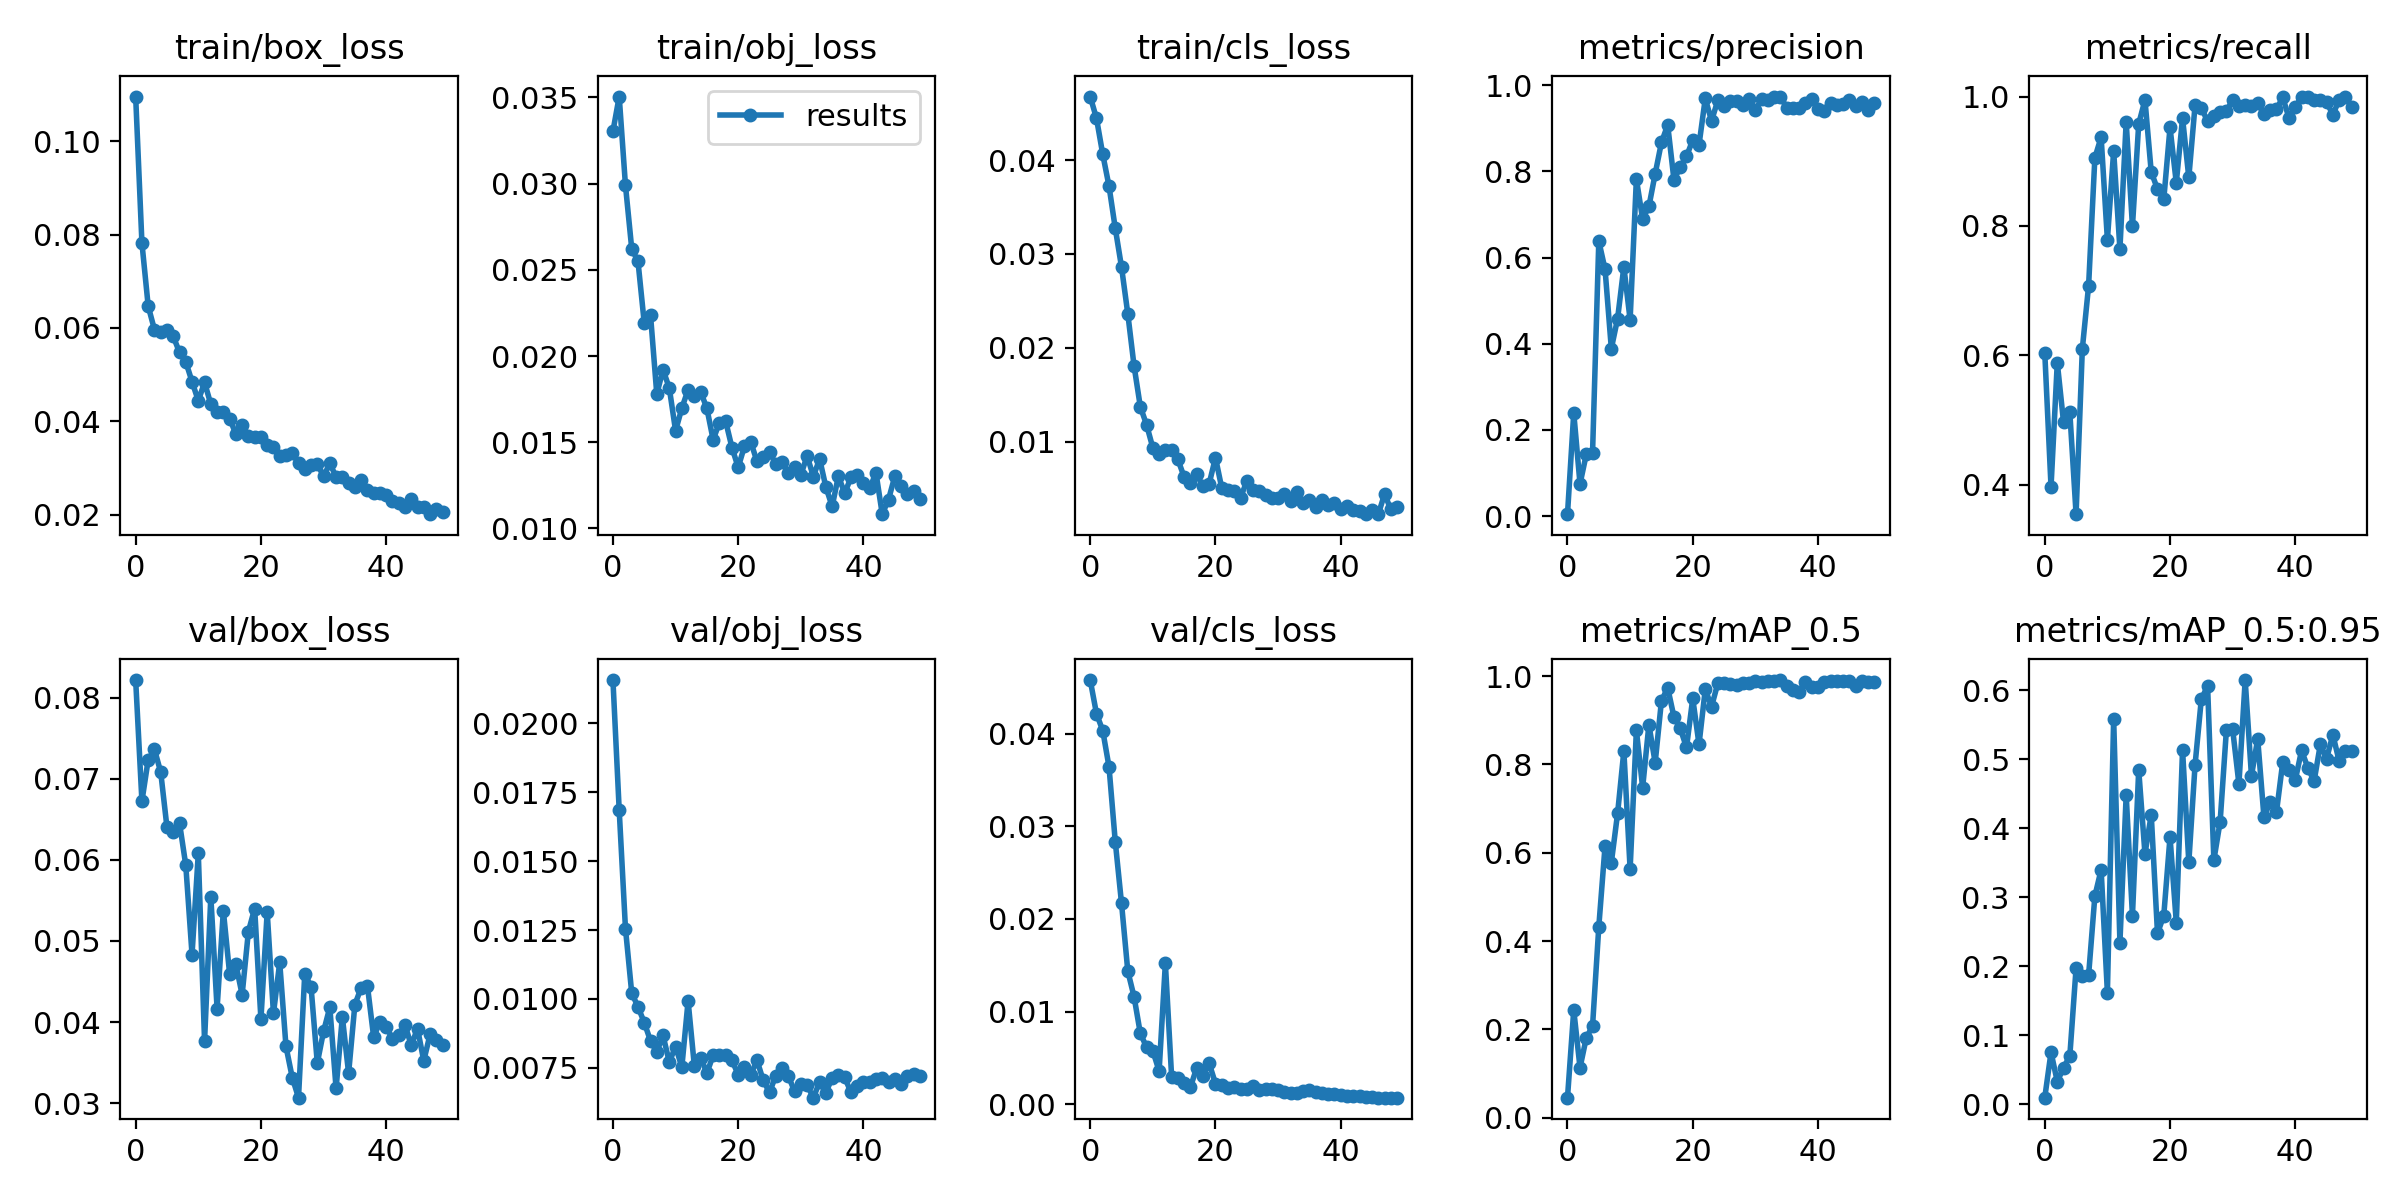 train/box_loss
0.10
0.08
0.06
0.04
0.02
0 20 40
train/obj_loss
results
0.035
0.030
0.025
0.020
0.015
0.010
0 20 40
train/cls_loss
0.04
0.03
0.02
0.01
0 20 40
metrics/precision
1.0
0.8
0.6
0.4
0.2
0.0
0 20 40
metrics/recall
1.0
0.8
0.6
0.4
0 20 40
val/box_loss
0.08
0.07
0.06
0.05
0.04
0.03
0 20 40
val/obj_loss
0.0200
0.0175
0.0150
0.0125
0.0100
0.0075
0 20 40
val/cls_loss
0.04
0.03
0.02
0.01
0.00
0 20 40
metrics/mAP_0.5
1.0
0.8
0.6
0.4
0.2
0.0
0 20 40
metrics/mAP_0.5:0.95
0.6
0.5
0.4
0.3
0.2
0.1
0.0
0 20 40